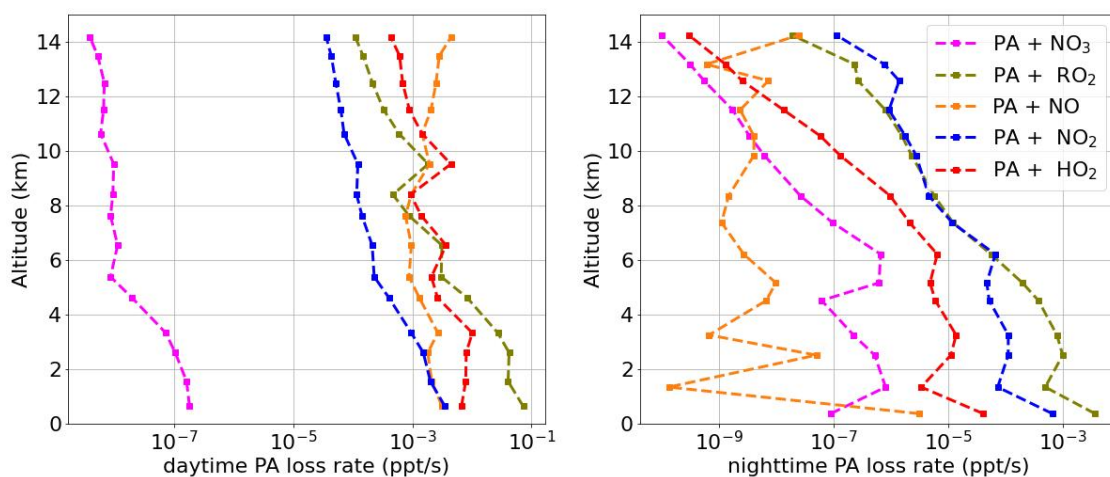 14
12
10
8
6
4
2
0
Altitude (km)
10⁻⁷
10⁻⁵
10⁻³
10⁻¹
daytime PA loss rate (ppt/s)
14
12
10
8
6
4
2
0
Altitude (km)
PA + NO₃
PA + RO₂
PA + NO
PA + NO₂
PA + HO₂
10⁻⁹
10⁻⁷
10⁻⁵
10⁻³
nighttime PA loss rate (ppt/s)